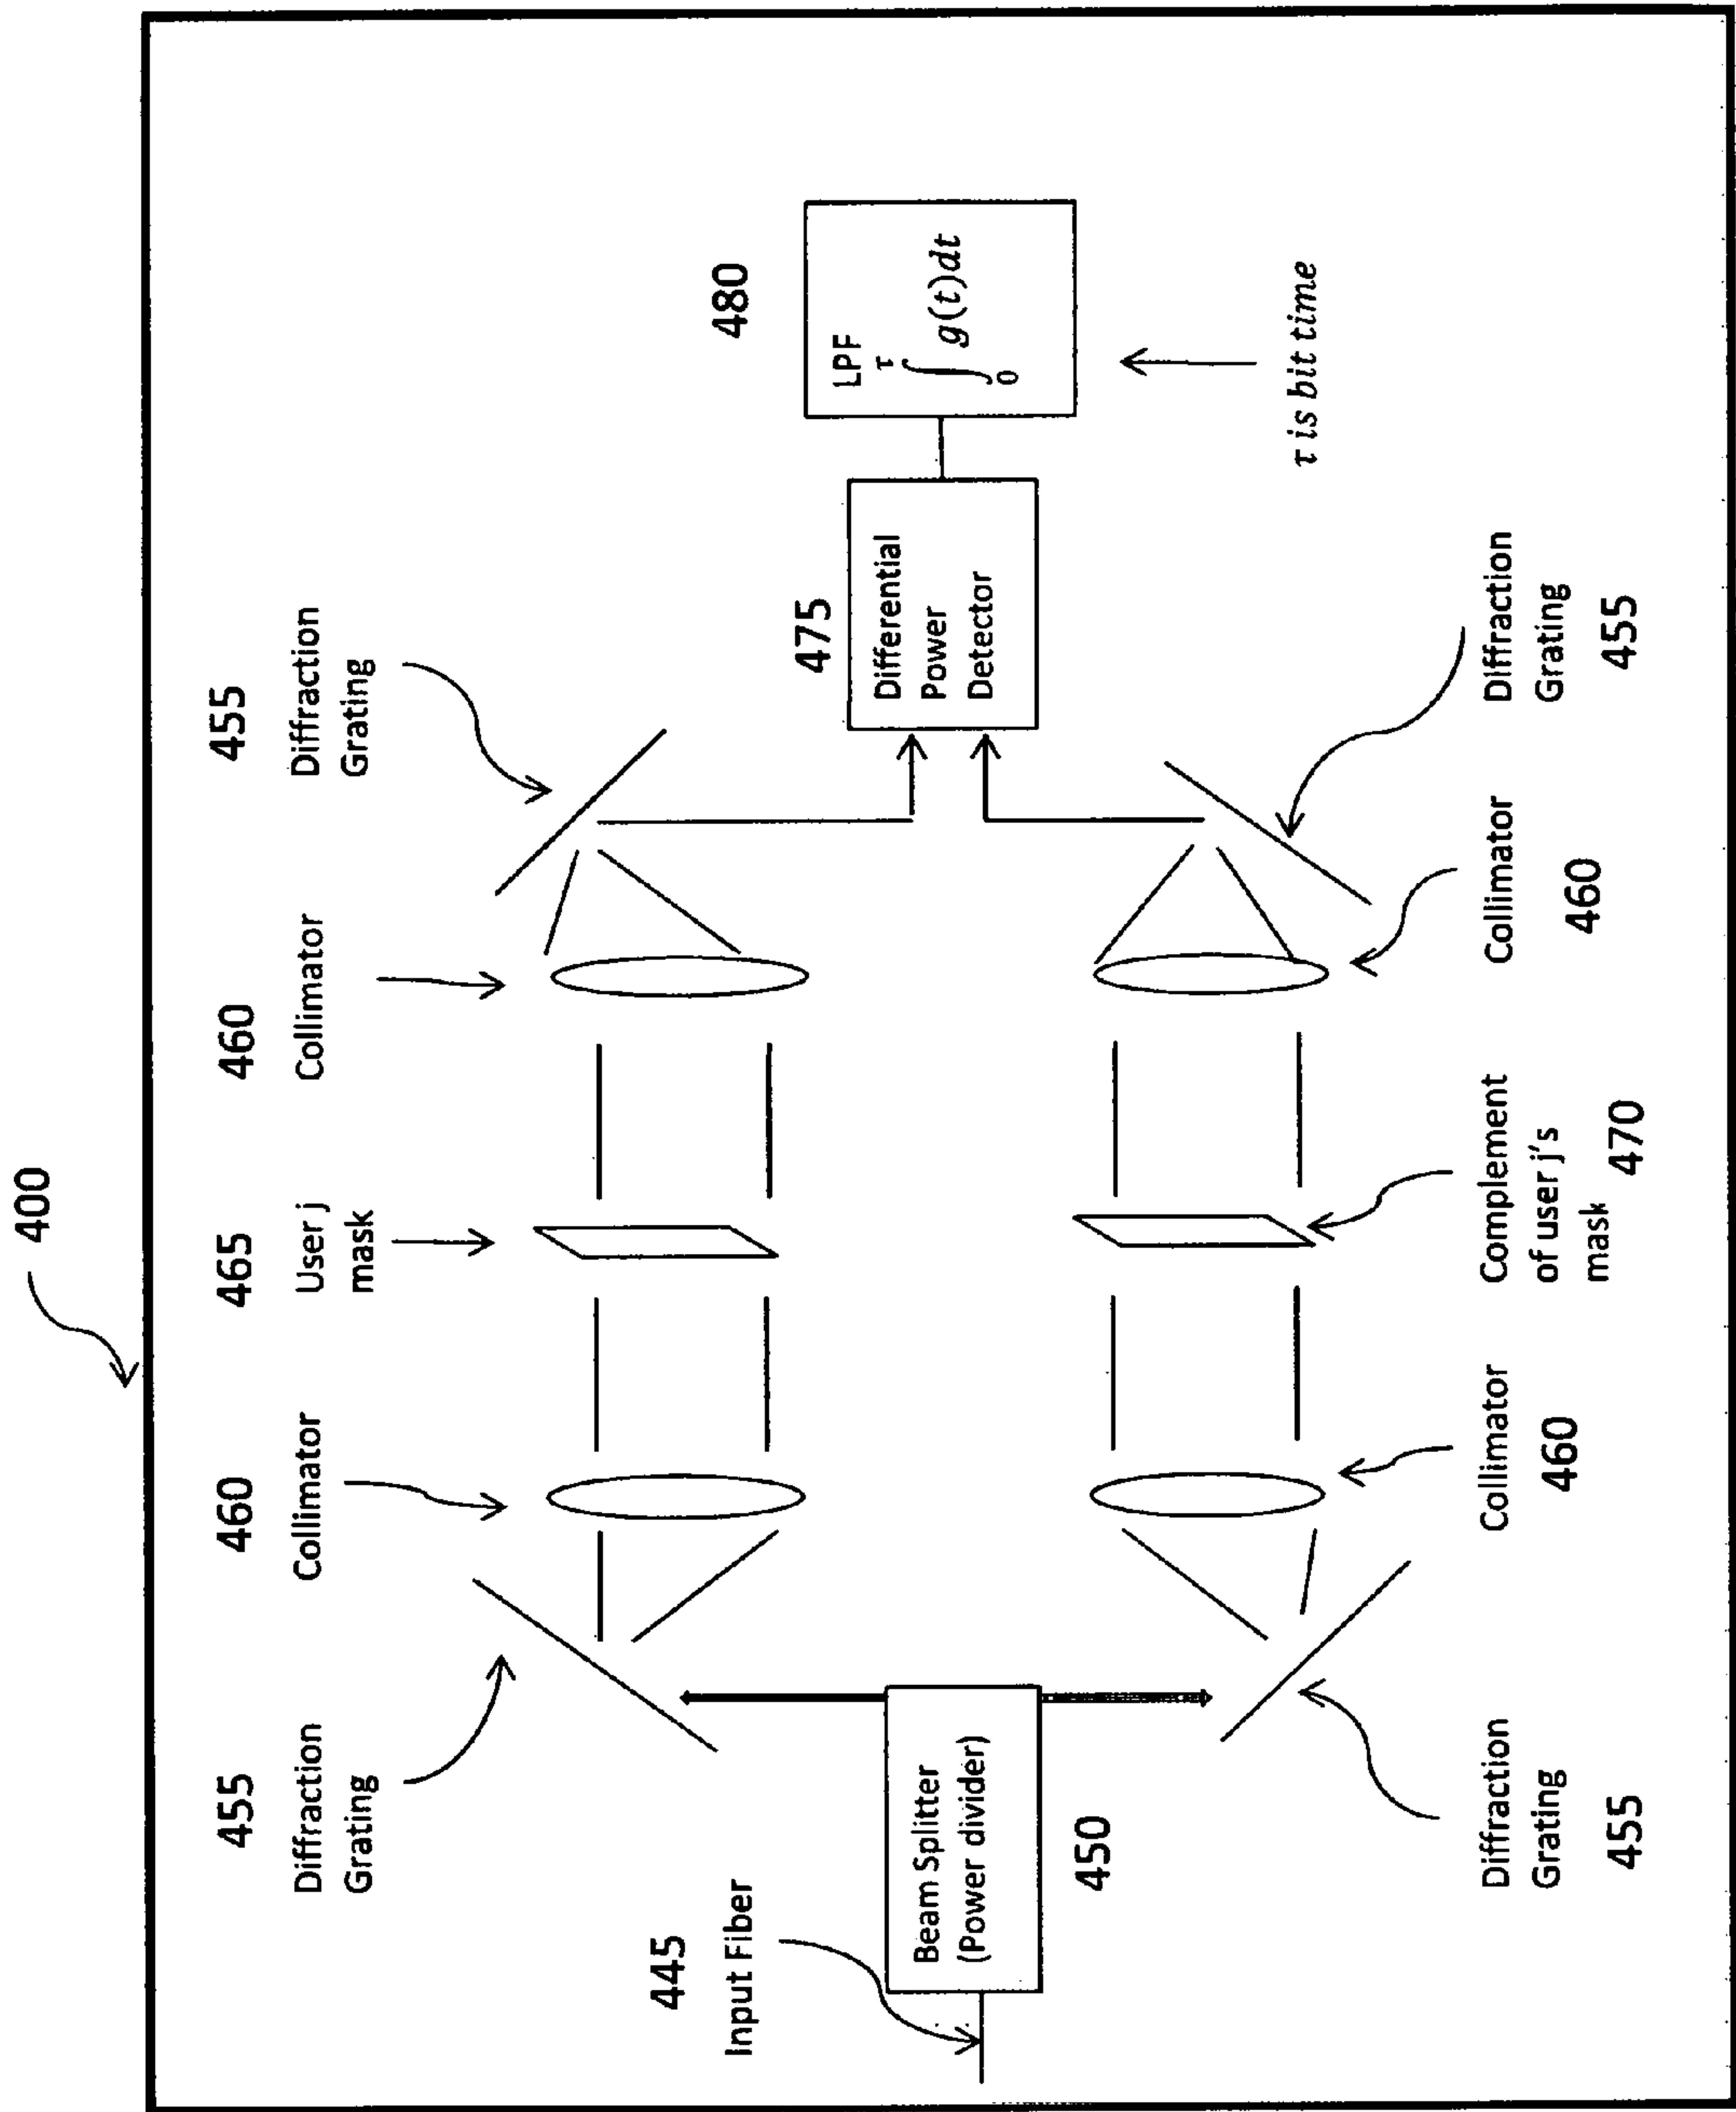 400
455
Diffraction
Grating
460
Collimator
465
User j
mask
460
Collimator
455
Diffraction
Grating
445
Input Fiber
Beam Splitter
(Power divider)
450
475
Differential
Power
Detector
480
LPF
τ
∫ g(t)dt
0
τ is bit time
Diffraction
Grating
455
Collimator
460
Complement
of user j's
mask
470
Collimator
460
Diffraction
Grating
455